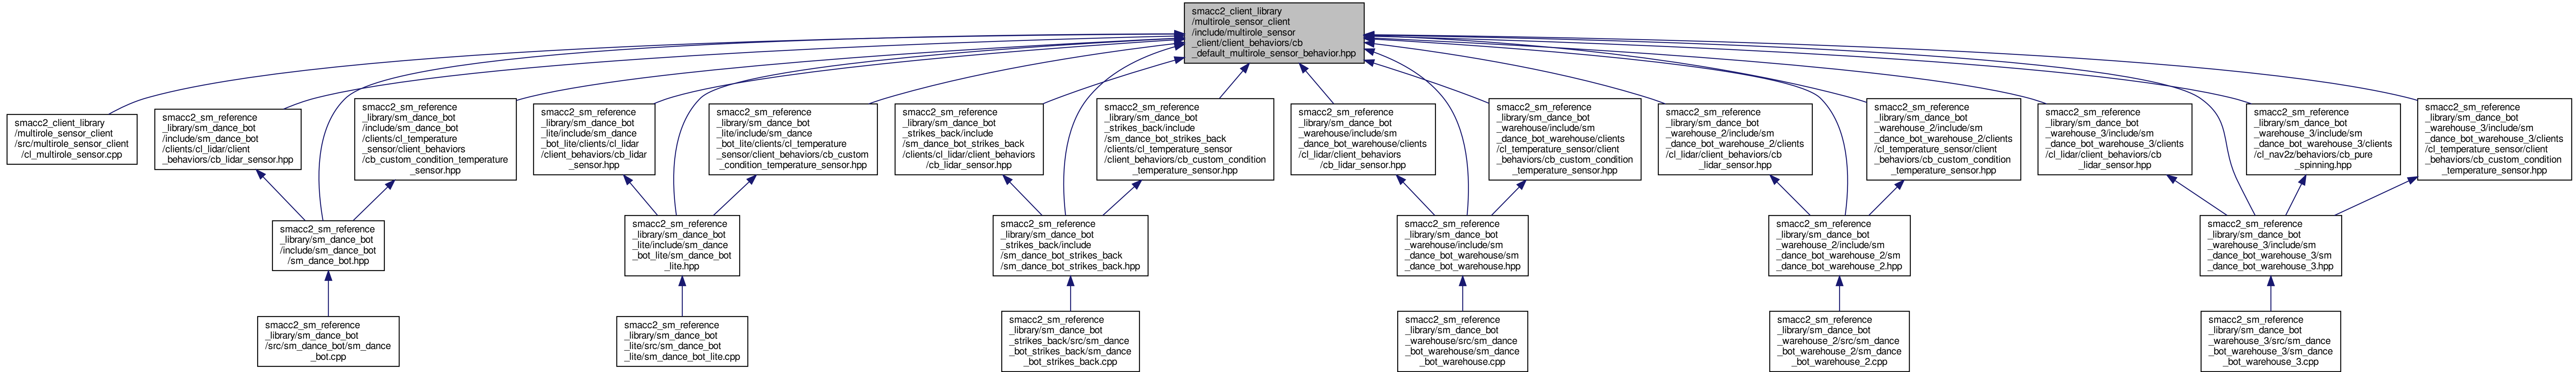 smacc2_client_library
/multirole_sensor_client
/include/multirole_sensor
_client/client_behaviors/cb
_default_multirole_sensor_behavior.hpp
smacc2_client_library
/multirole_sensor_client
/src/multirole_sensor_client
/cl_multirole_sensor.cpp
smacc2_sm_reference
_library/sm_dance_bot
/include/sm_dance_bot
/clients/cl_lidar/client
_behaviors/cb_lidar_sensor.hpp
smacc2_sm_reference
_library/sm_dance_bot
/include/sm_dance_bot
/clients/cl_temperature
_sensor/client_behaviors
/cb_custom_condition_temperature
_sensor.hpp
smacc2_sm_reference
_library/sm_dance_bot
_lite/include/sm_dance
_bot_lite/clients/cl_lidar
/client_behaviors/cb_lidar
_sensor.hpp
smacc2_sm_reference
_library/sm_dance_bot
_lite/include/sm_dance
_bot_lite/clients/cl_temperature
_sensor/client_behaviors/cb_custom
_condition_temperature_sensor.hpp
smacc2_sm_reference
_library/sm_dance_bot
_strikes_back/include
/sm_dance_bot_strikes_back
/clients/cl_lidar/client_behaviors
/cb_lidar_sensor.hpp
smacc2_sm_reference
_library/sm_dance_bot
_strikes_back/include
/sm_dance_bot_strikes_back
/clients/cl_temperature_sensor
/client_behaviors/cb_custom_condition
_temperature_sensor.hpp
smacc2_sm_reference
_library/sm_dance_bot
_warehouse/include/sm
_dance_bot_warehouse/clients
/cl_lidar/client_behaviors
/cb_lidar_sensor.hpp
smacc2_sm_reference
_library/sm_dance_bot
_warehouse/include/sm
_dance_bot_warehouse/clients
/cl_temperature_sensor/client
_behaviors/cb_custom_condition
_temperature_sensor.hpp
smacc2_sm_reference
_library/sm_dance_bot
_warehouse_2/include/sm
_dance_bot_warehouse_2/clients
/cl_lidar/client_behaviors/cb
_lidar_sensor.hpp
smacc2_sm_reference
_library/sm_dance_bot
_warehouse_2/include/sm
_dance_bot_warehouse_2/clients
/cl_temperature_sensor/client
_behaviors/cb_custom_condition
_temperature_sensor.hpp
smacc2_sm_reference
_library/sm_dance_bot
_warehouse_3/include/sm
_dance_bot_warehouse_3/clients
/cl_lidar/client_behaviors/cb
_lidar_sensor.hpp
smacc2_sm_reference
_library/sm_dance_bot
_warehouse_3/include/sm
_dance_bot_warehouse_3/clients
/cl_nav2z/behaviors/cb_pure
_spinning.hpp
smacc2_sm_reference
_library/sm_dance_bot
_warehouse_3/include/sm
_dance_bot_warehouse_3/clients
/cl_temperature_sensor/client
_behaviors/cb_custom_condition
_temperature_sensor.hpp
smacc2_sm_reference
_library/sm_dance_bot
/include/sm_dance_bot
/sm_dance_bot.hpp
smacc2_sm_reference
_library/sm_dance_bot
_lite/include/sm_dance
_bot_lite/sm_dance_bot
_lite.hpp
smacc2_sm_reference
_library/sm_dance_bot
_strikes_back/include
/sm_dance_bot_strikes_back
/sm_dance_bot_strikes_back.hpp
smacc2_sm_reference
_library/sm_dance_bot
_warehouse/include/sm
_dance_bot_warehouse/sm
_dance_bot_warehouse.hpp
smacc2_sm_reference
_library/sm_dance_bot
_warehouse_2/include/sm
_dance_bot_warehouse_2/sm
_dance_bot_warehouse_2.hpp
smacc2_sm_reference
_library/sm_dance_bot
_warehouse_3/include/sm
_dance_bot_warehouse_3/sm
_dance_bot_warehouse_3.hpp
smacc2_sm_reference
_library/sm_dance_bot
/src/sm_dance_bot/sm_dance
_bot.cpp
smacc2_sm_reference
_library/sm_dance_bot
_lite/src/sm_dance_bot
_lite/sm_dance_bot_lite.cpp
smacc2_sm_reference
_library/sm_dance_bot
_strikes_back/src/sm_dance
_bot_strikes_back/sm_dance
_bot_strikes_back.cpp
smacc2_sm_reference
_library/sm_dance_bot
_warehouse/src/sm_dance
_bot_warehouse/sm_dance
_bot_warehouse.cpp
smacc2_sm_reference
_library/sm_dance_bot
_warehouse_2/src/sm_dance
_bot_warehouse_2/sm_dance
_bot_warehouse_2.cpp
smacc2_sm_reference
_library/sm_dance_bot
_warehouse_3/src/sm_dance
_bot_warehouse_3/sm_dance
_bot_warehouse_3.cpp